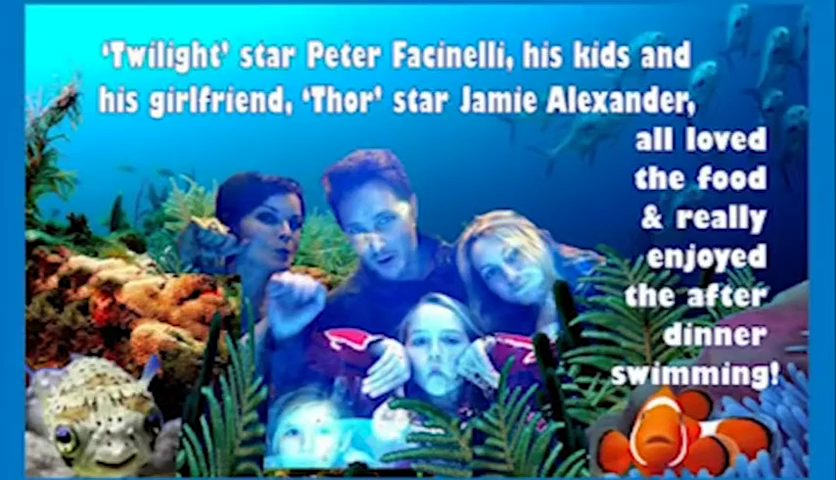 'Twilight' star Peter Facinelli, his kids and
his girlfriend, 'Thor' star Jamie Alexander,
all loved
the food
& really
enjoyed
the after
dinner
swimming!